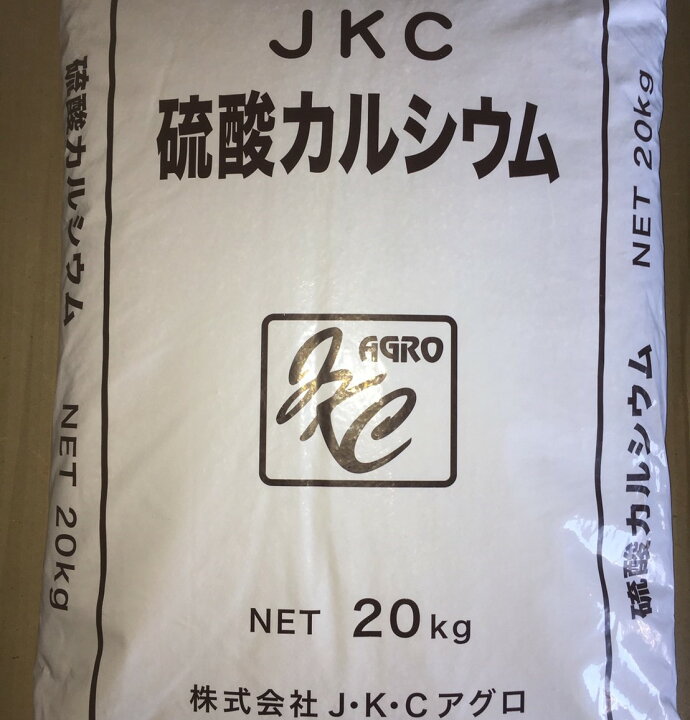 JKC
硫酸カルシウム
AGRO
JKC
NET 20kg
株式会社 J・K・Cアグロ
硫酸カルシウム NET 20kg
硫酸カルシウム NET 20kg